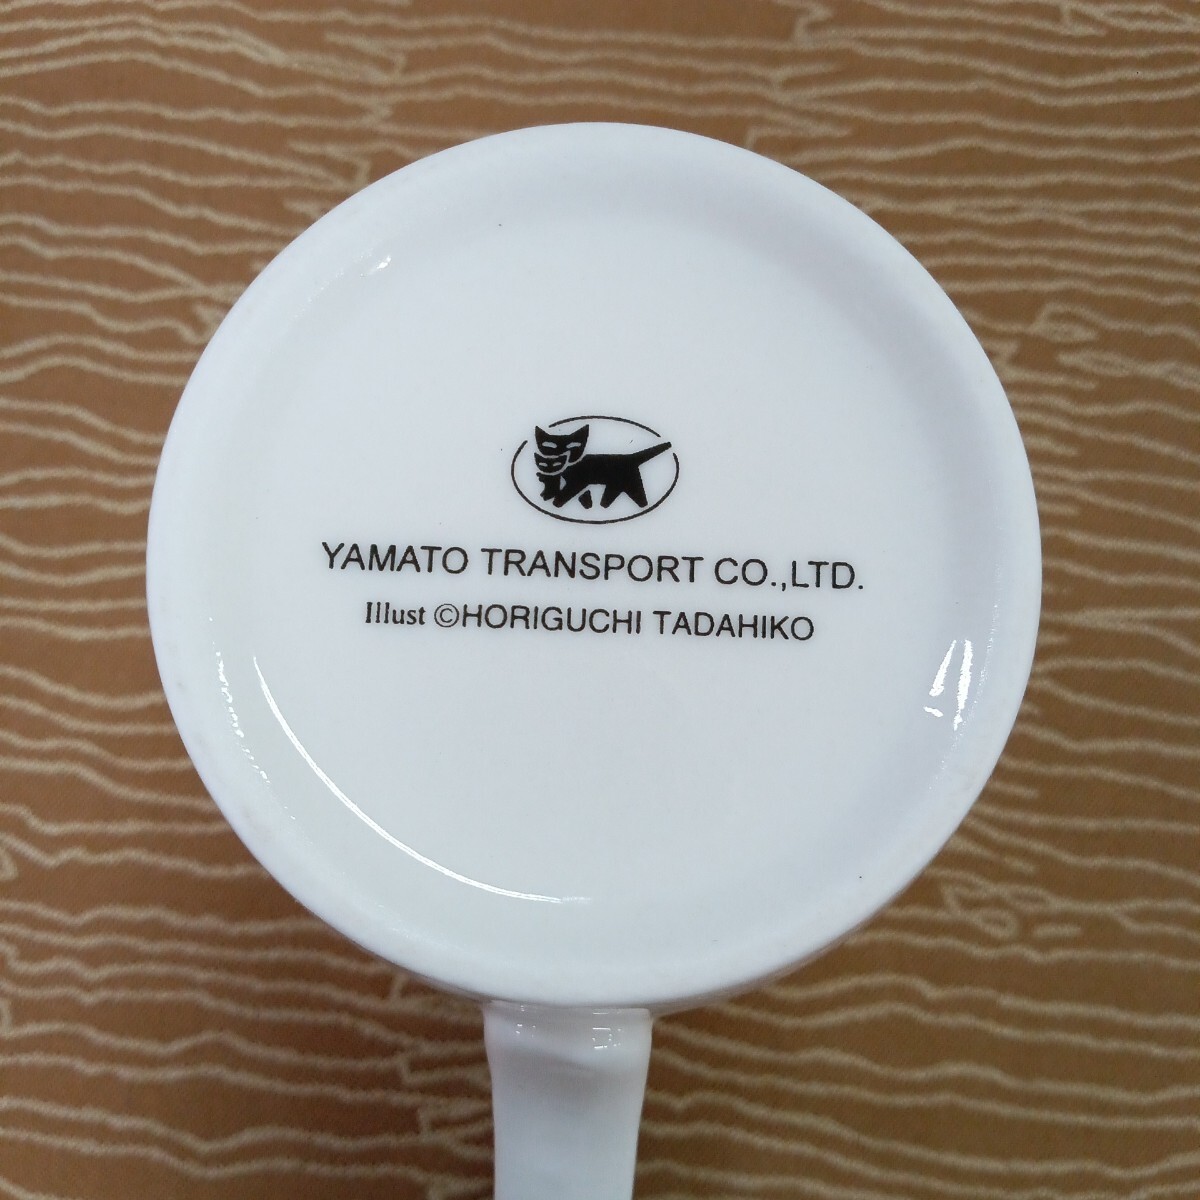 YAMATO TRANSPORT CO.,LTD.
Illust ©HORIGUCHI TADAHIKO